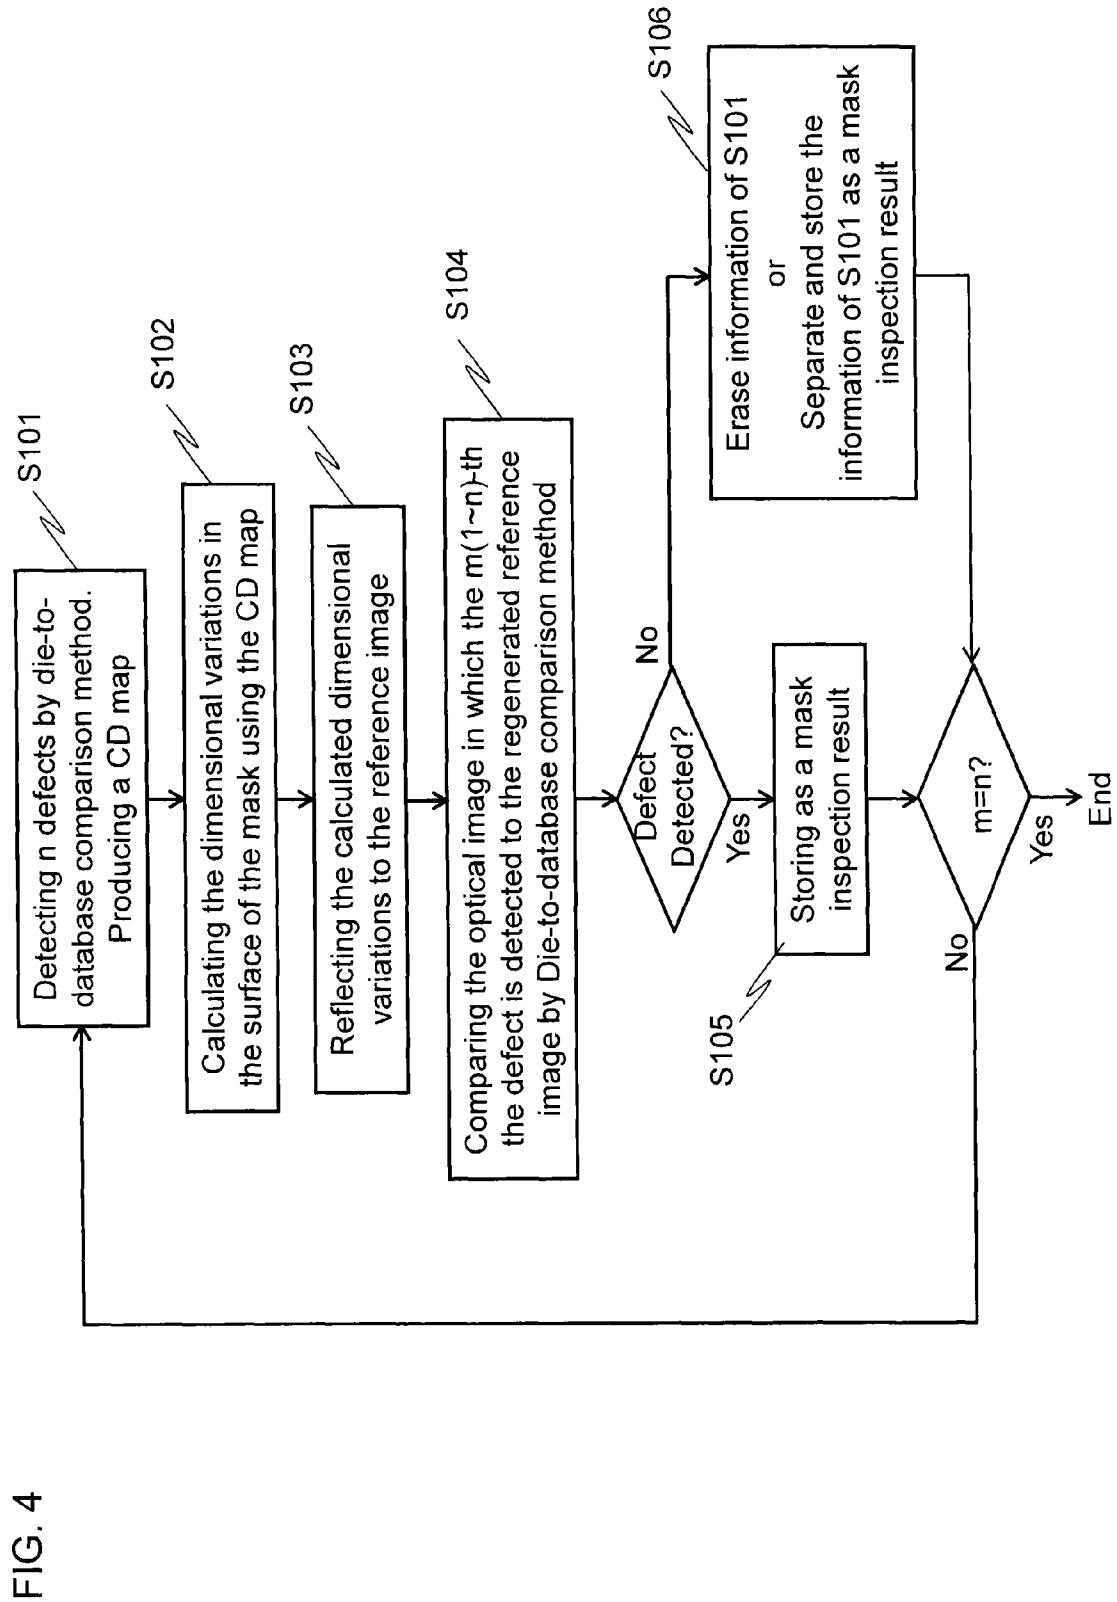 FIG. 4
S101
Detecting n defects by die-to-
database comparison method.
Producing a CD map
S102
Calculating the dimensional variations in
the surface of the mask using the CD map
S103
Reflecting the calculated dimensional
variations to the reference image
S104
Comparing the optical image in which the m(1~n)-th
the defect is detected to the regenerated reference
image by Die-to-database comparison method
Defect
Detected?
No
Yes
S105
Storing as a mask
inspection result
S106
Erase information of S101
or
Separate and store the
information of S101 as a mask
inspection result
m=n?
No
Yes
End